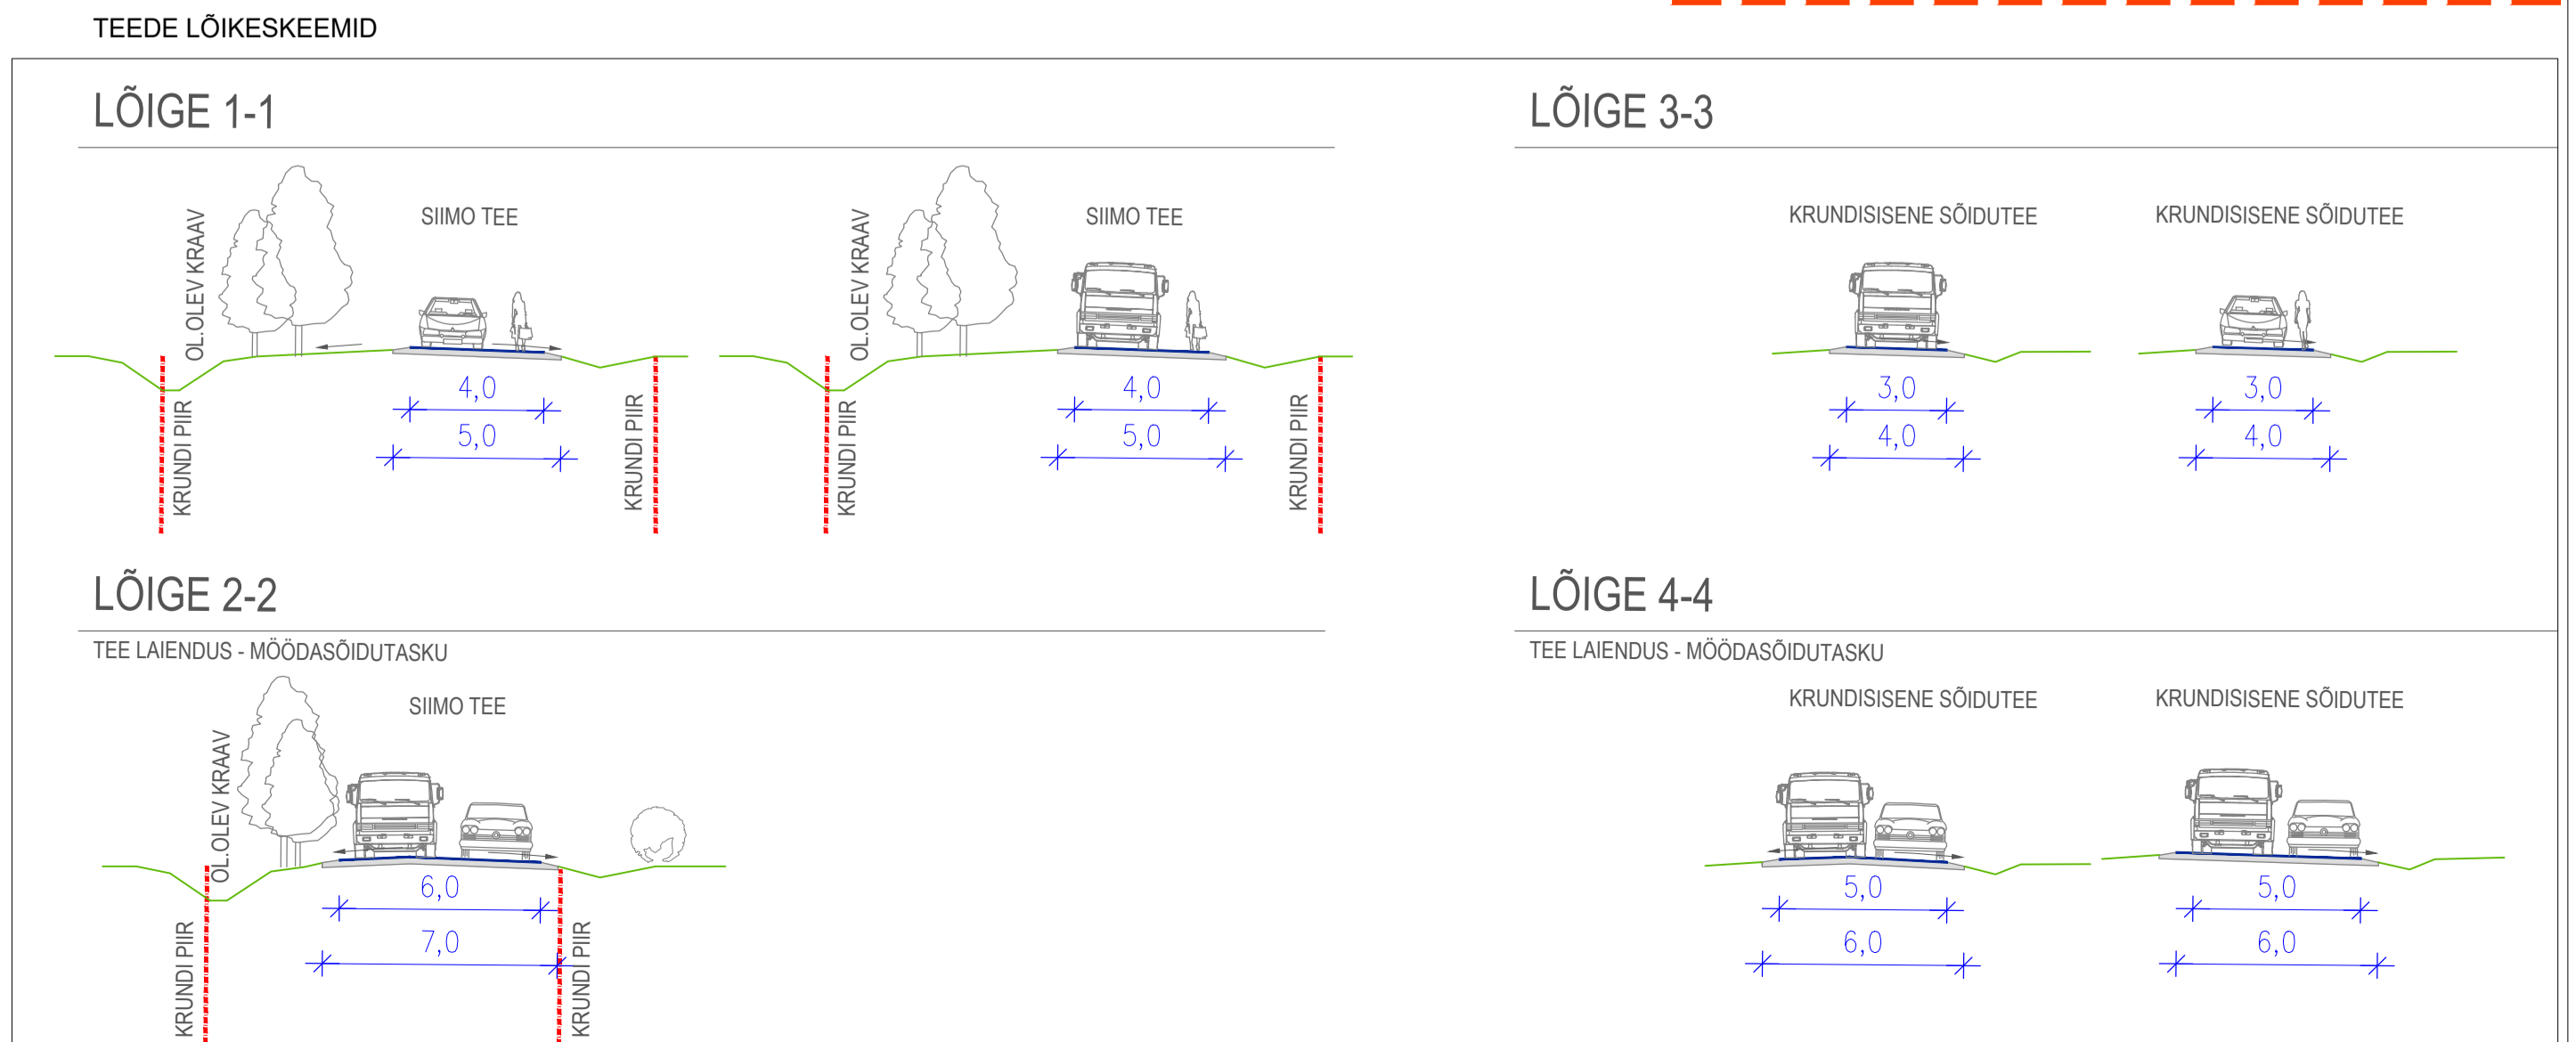 TEEDE LÕIKESKEEMID
LÕIGE 1-1
OL.OLEV KRAAV
SIIMO TEE
4,0
5,0
KRUNDI PIIR
KRUNDI PIIR
OL.OLEV KRAAV
SIIMO TEE
4,0
5,0
KRUNDI PIIR
KRUNDI PIIR
LÕIGE 3-3
KRUNDISISENE SÕIDUTEE
3,0
4,0
KRUNDISISENE SÕIDUTEE
3,0
4,0
LÕIGE 2-2
TEE LAIENDUS - MÖÖDASÕIDUTASKU
OL.OLEV KRAAV
SIIMO TEE
6,0
7,0
KRUNDI PIIR
KRUNDI PIIR
LÕIGE 4-4
TEE LAIENDUS - MÖÖDASÕIDUTASKU
KRUNDISISENE SÕIDUTEE
5,0
6,0
KRUNDISISENE SÕIDUTEE
5,0
6,0